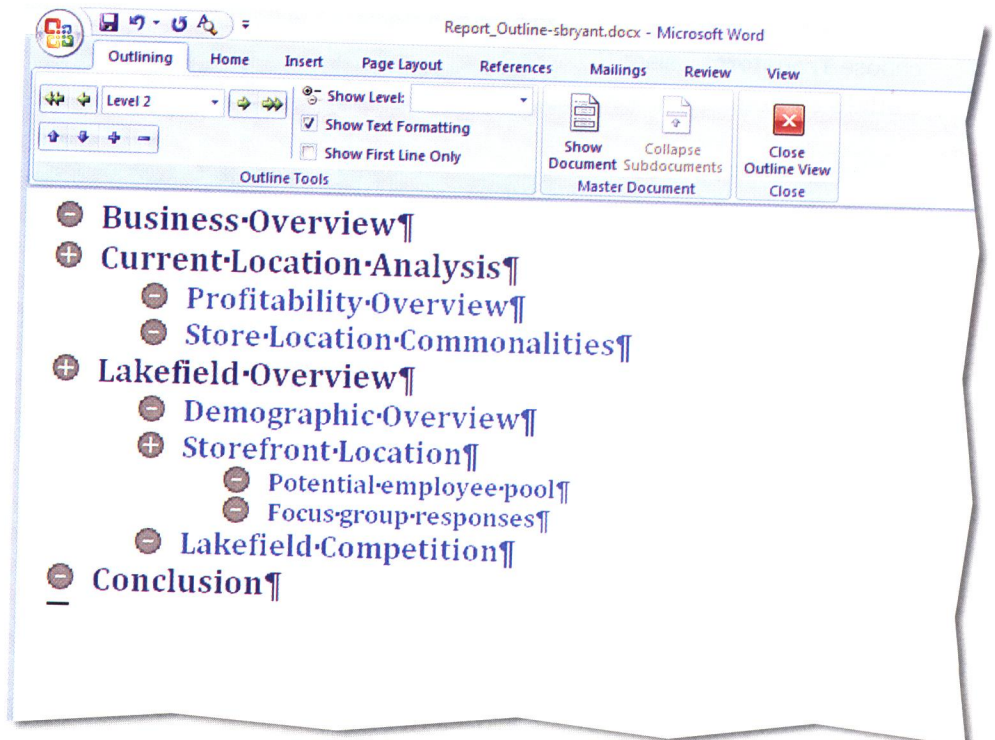 Report_Outline-sbryant.docx - Microsoft Word
Outlining Home Insert Page Layout References Mailings Review View
Level 2
Show Level:
Show Text Formatting
Show First Line Only
Outline Tools
Show Document
Collapse Subdocuments
Master Document
Close Outline View
Close
Business·Overview¶
Current·Location·Analysis¶
Profitability·Overview¶
Store·Location·Commonalities¶
Lakefield·Overview¶
Demographic·Overview¶
Storefront·Location¶
Potential·employee·pool¶
Focus·group·responses¶
Lakefield·Competition¶
Conclusion¶